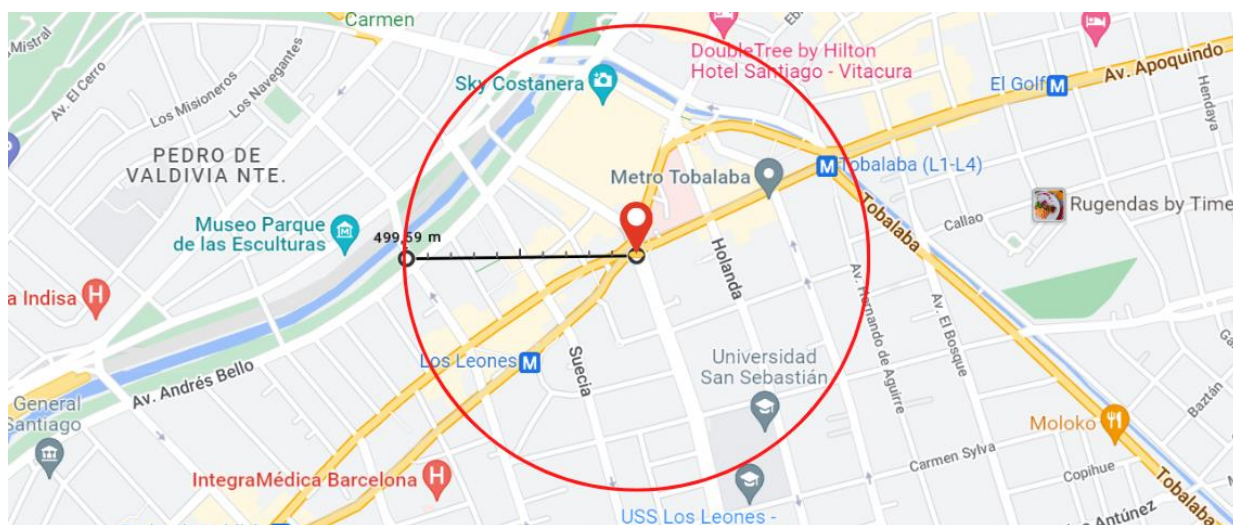 Carmen
Mistral
Av. El Cerro
Los Misioneros
Los Navegantes
Sky Costanera
DoubleTree by Hilton
Hotel Santiago - Vitacura
El Golf
M
Av. Apoquindo
Hendaya
PEDRO DE
VALDIVIA NTE.
Metro Tobalaba
M
Tobalaba (L1-L4)
Tobalaba
Callao
Rugendas by Time
Museo Parque
de las Esculturas
499,59 m
Holanda
Av. Hernando de Aguirre
Av. El Bosque
a Indisa
H
Los Leones
M
Suecia
Universidad
San Sebastián
Av. Andrés Bello
General
Santiago
Baztán
Moloko
Carmen Sylva
Copihue
Tobalaba
IntegraMédica Barcelona
H
USS Los Leones -
Antúnez